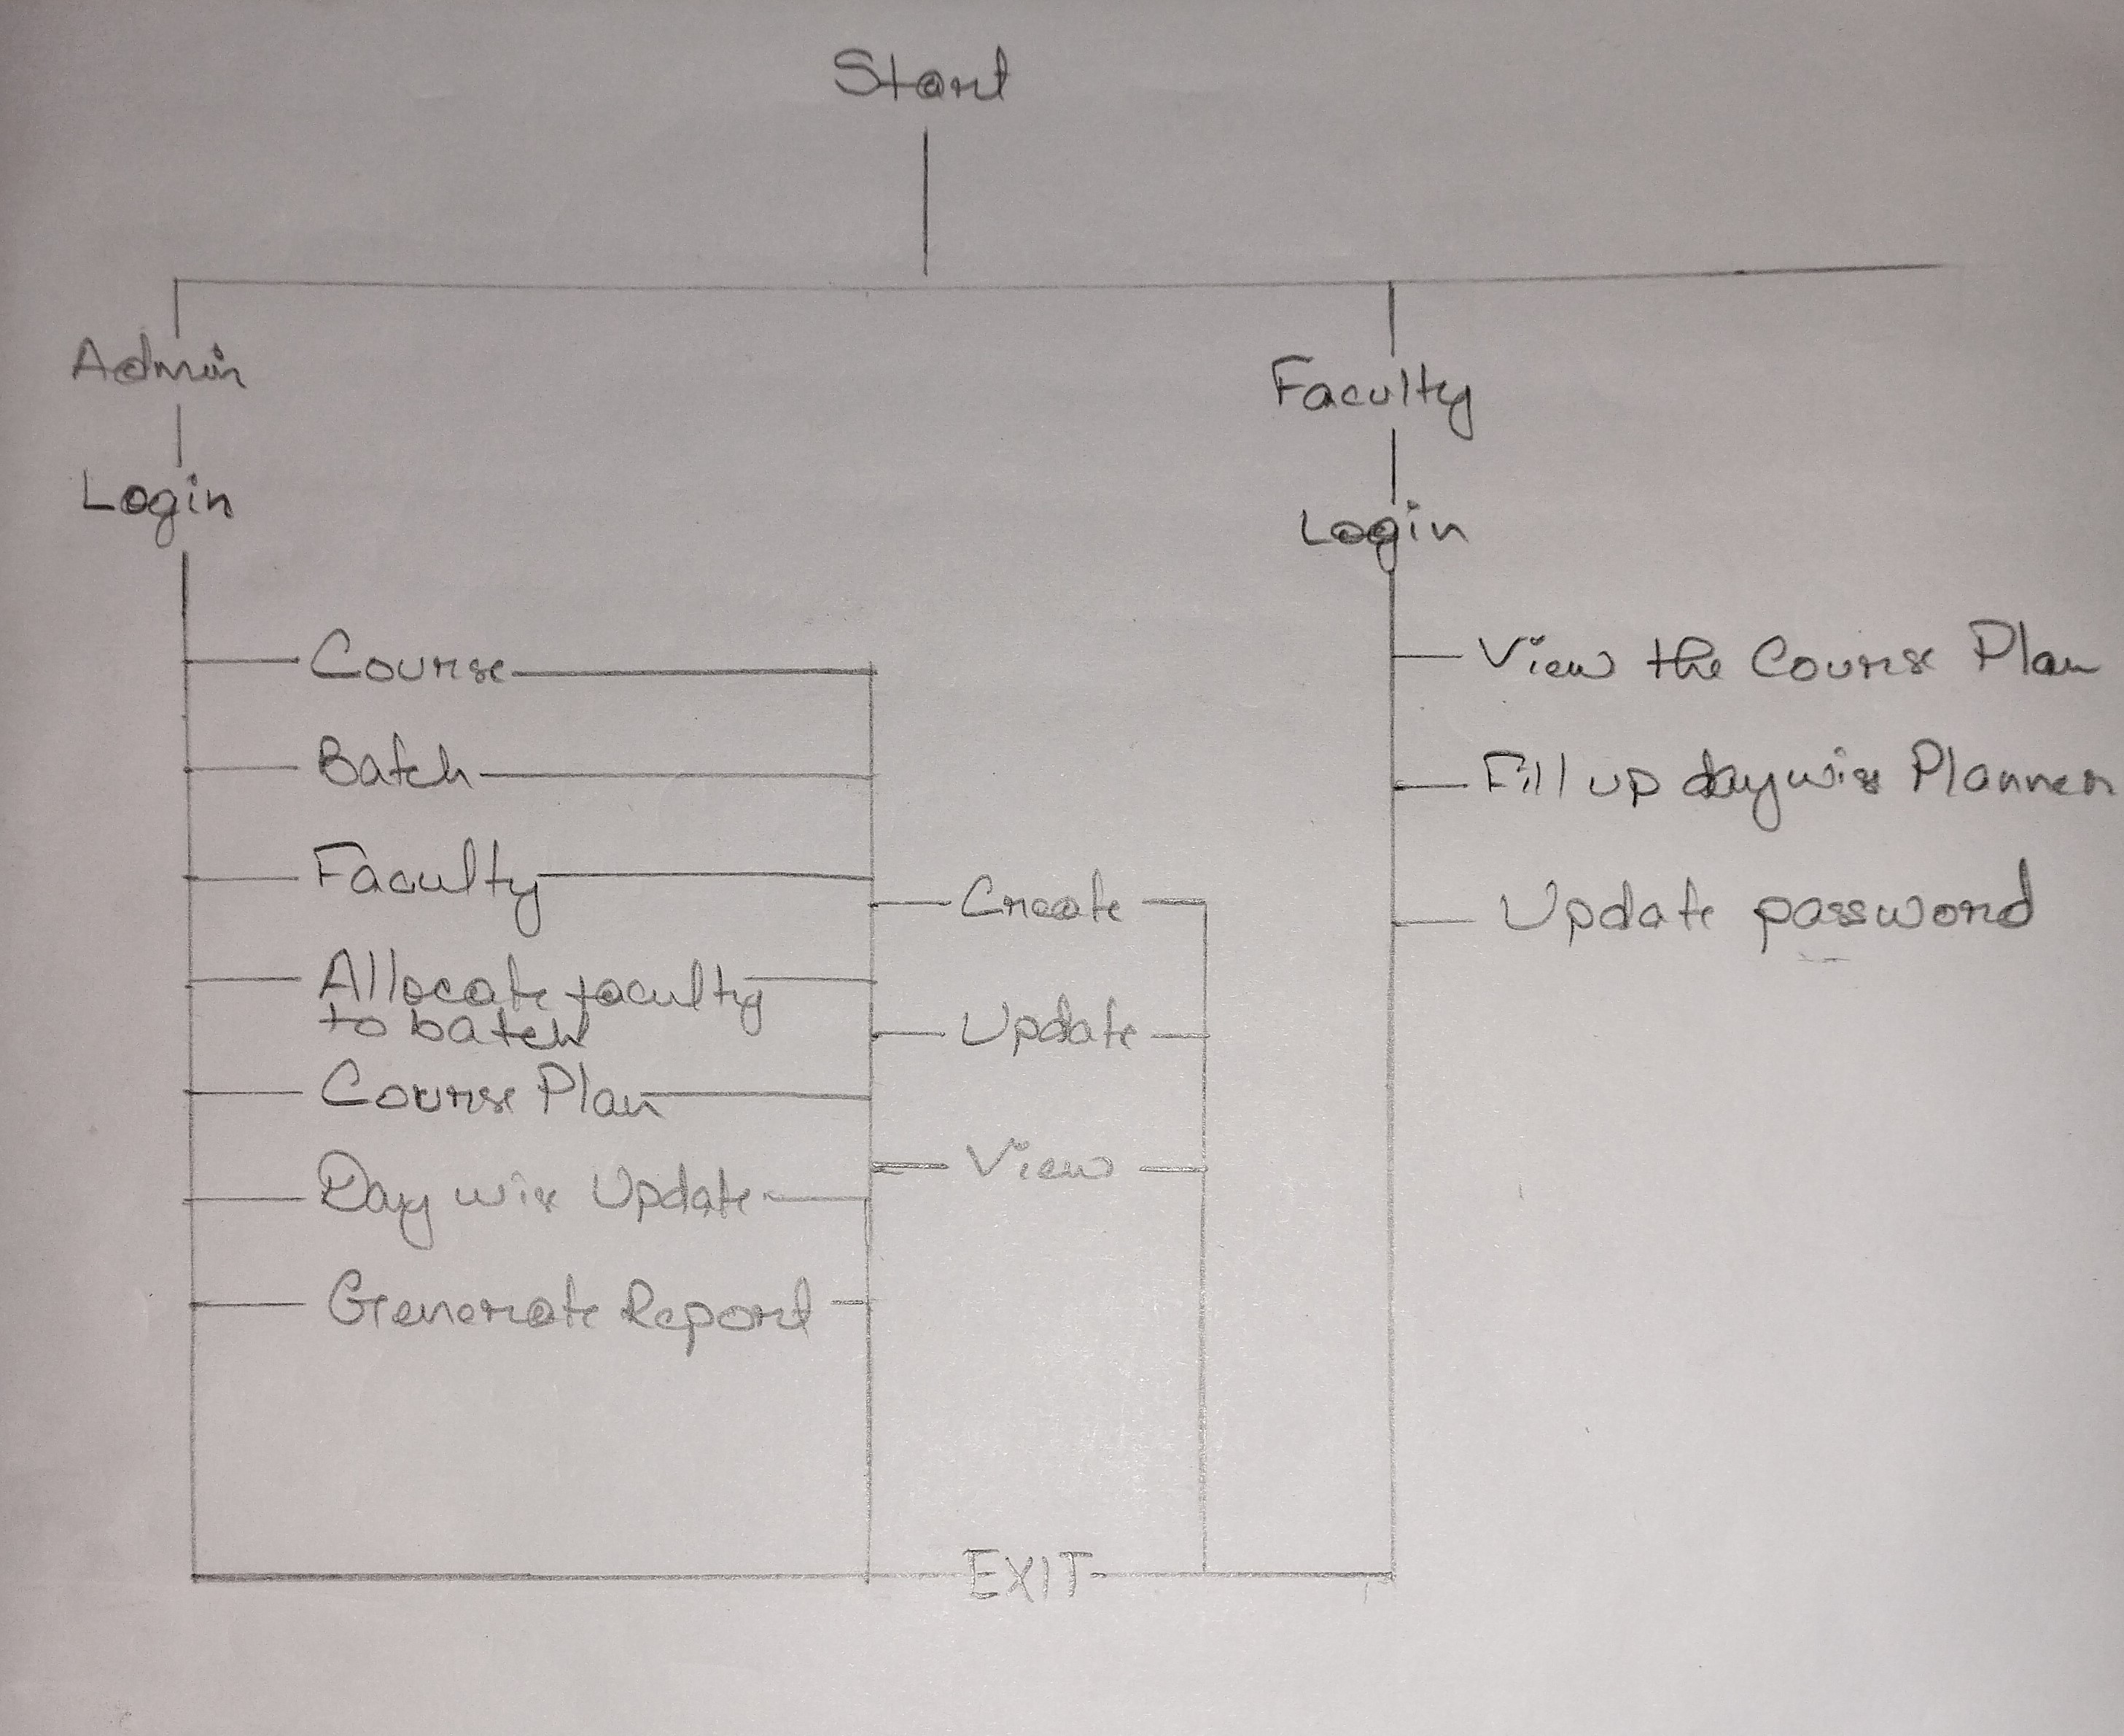 Start
Admin
Faculty
Login
Login
Course
View the Course Plan
Batch
Fill up daywise Planner
Faculty
Create
Update password
Allocate faculty
to batch
Update
Course Plan
View
Day wise Update
Generate Report
EXIT